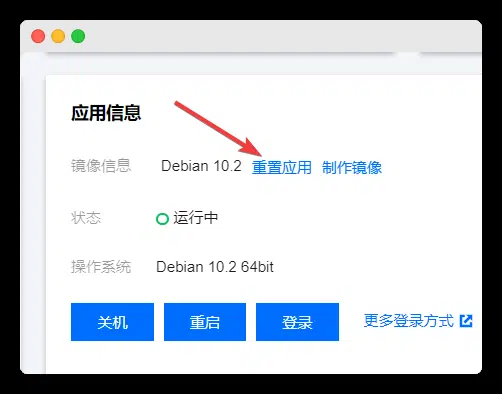 应用信息
镜像信息 Debian 10.2 重置应用 制作镜像
状态 运行中
操作系统 Debian 10.2 64bit
关机 重启 登录 更多登录方式